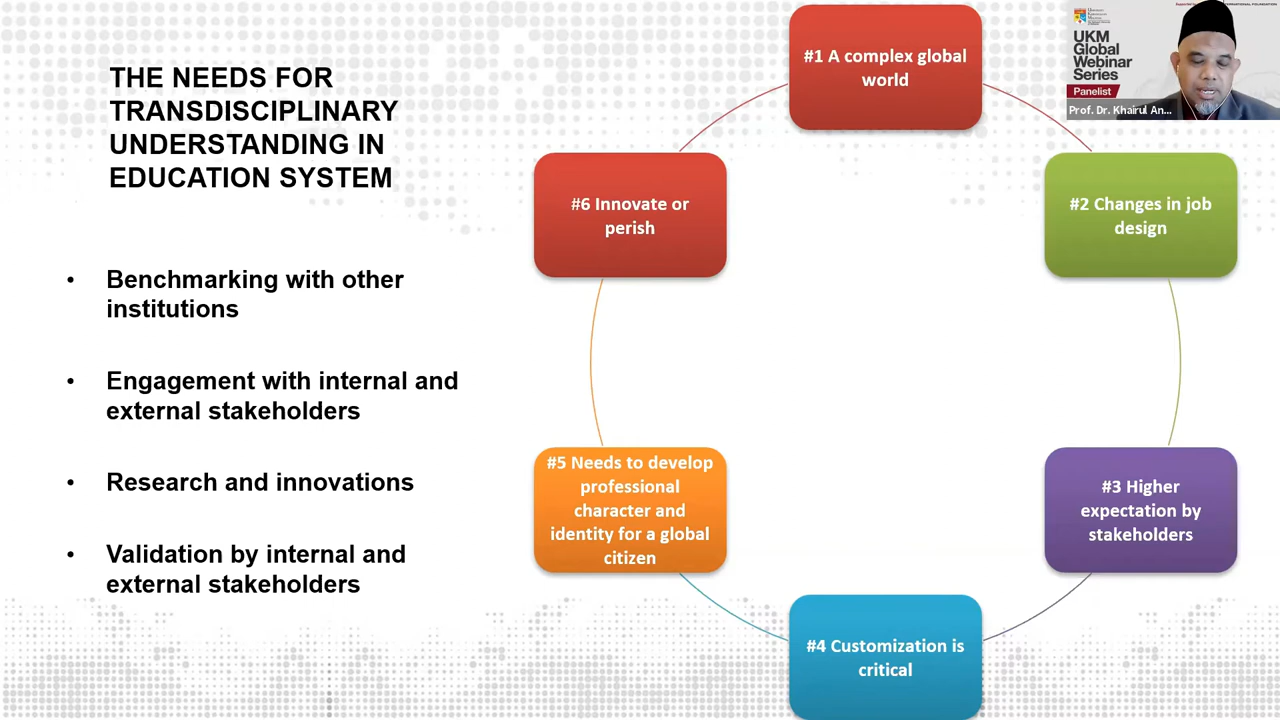 THE NEEDS FOR
TRANSDISCIPLINARY
UNDERSTANDING IN
EDUCATION SYSTEM
• Benchmarking with other
institutions
• Engagement with internal and
external stakeholders
• Research and innovations
• Validation by internal and
external stakeholders
#1 A complex global
world
#2 Changes in job
design
#3 Higher
expectation by
stakeholders
#4 Customization is
critical
#5 Needs to develop
professional
character and
identity for a global
citizen
#6 Innovate or
perish
UKM
Global
Webinar
Series
Panelist
Prof. Dr. Khairul An...